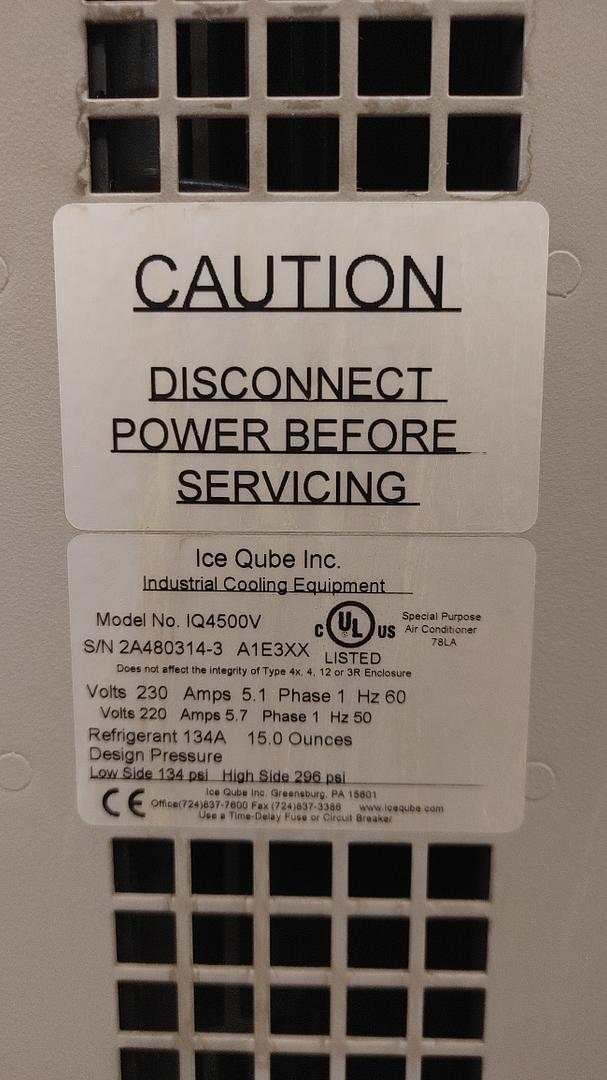 CAUTION
DISCONNECT
POWER BEFORE
SERVICING
Ice Qube Inc.
Industrial Cooling Equipment
Model No. IQ4500V
S/N 2A480314-3 A1E3XX
C UL US
LISTED
Special Purpose
Air Conditioner
78LA
Does not affect the integrity of Type 4x, 4, 12 or 3R Enclosure
Volts 230 Amps 5.1 Phase 1 Hz 60
Volts 220 Amps 5.7 Phase 1 Hz 50
Refrigerant 134A 15.0 Ounces
Design Pressure
Low Side 134 psi High Side 296 psi
CE
Ice Qube Inc. Greensburg, PA 15601
Office(724)837-7600 Fax (724)837-3386 www.iceqube.com
Use a Time-Delay Fuse or Circuit Breaker